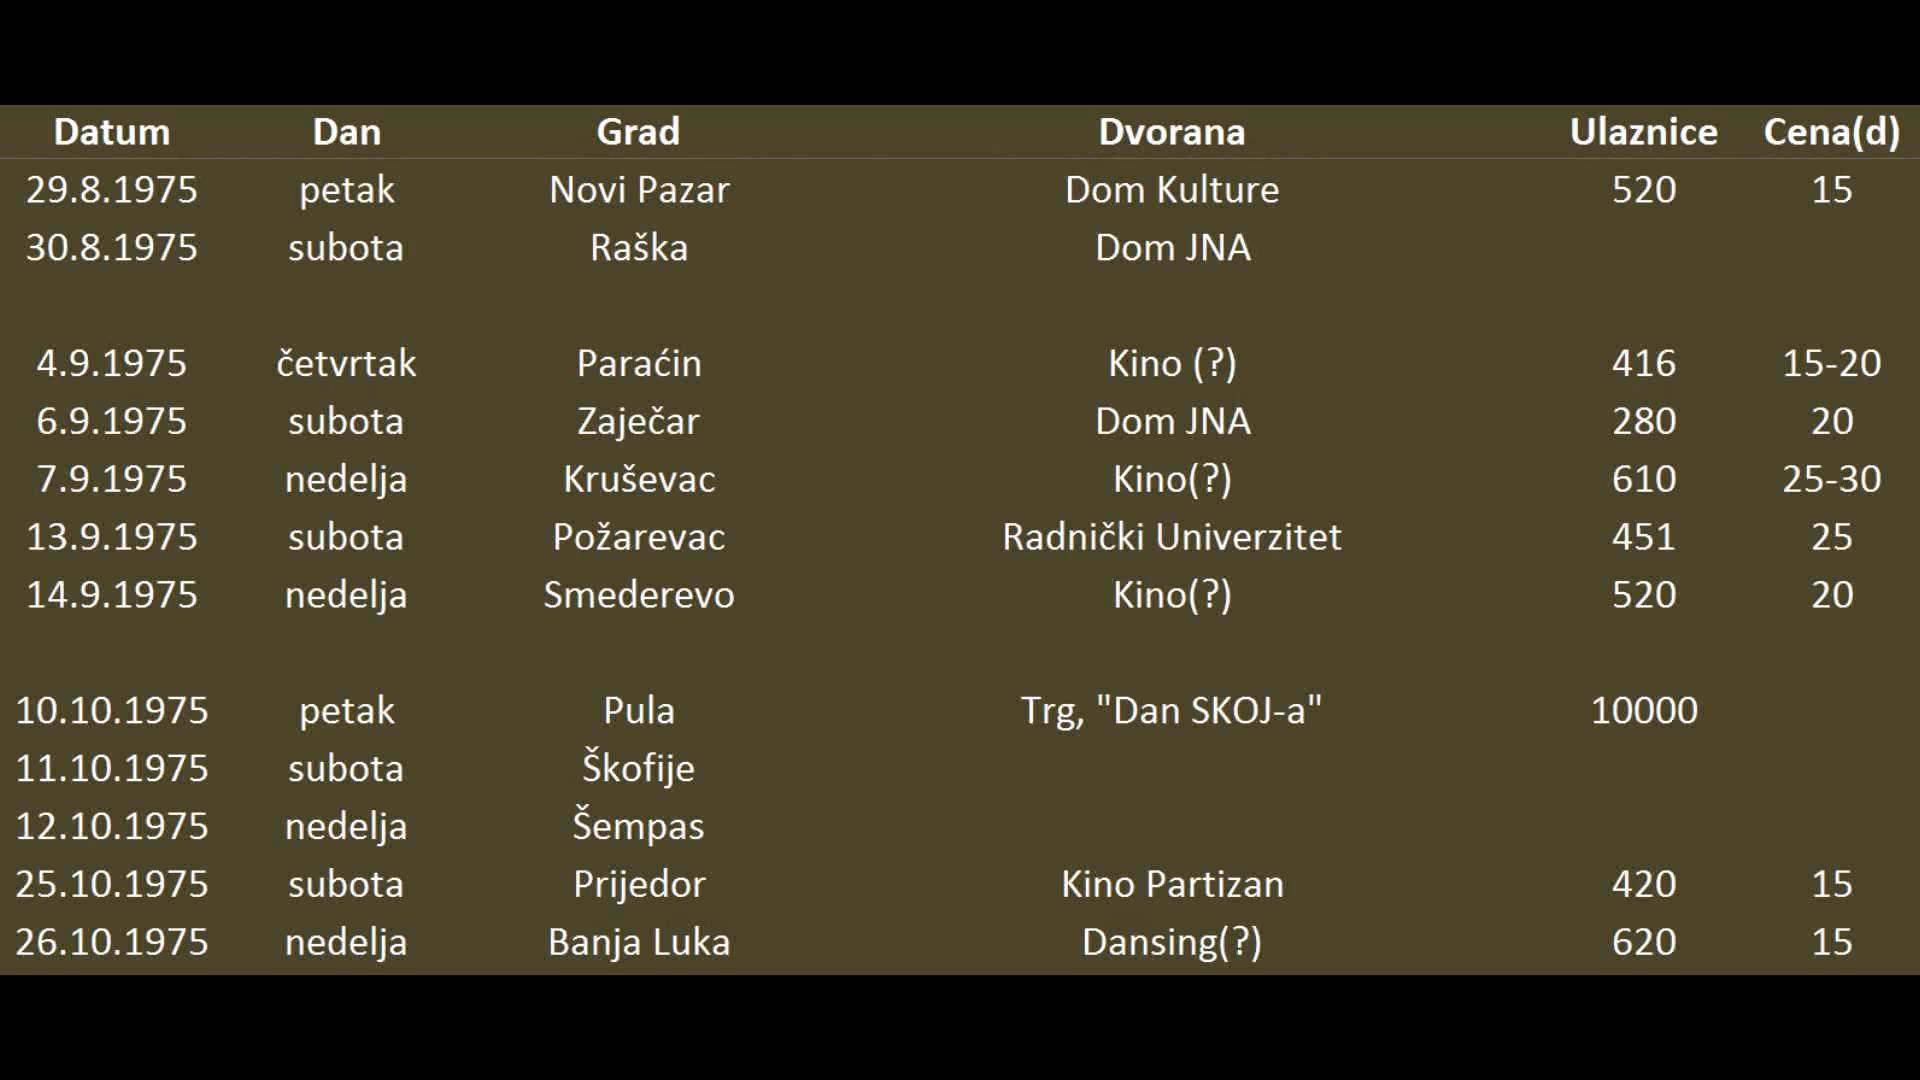 Datum Dan Grad Dvorana Ulaznice Cena(d)
29.8.1975 petak Novi Pazar Dom Kulture 520 15
30.8.1975 subota Raška Dom JNA
4.9.1975 četvrtak Paraćin Kino (?) 416 15-20
6.9.1975 subota Zaječar Dom JNA 280 20
7.9.1975 nedelja Kruševac Kino(?) 610 25-30
13.9.1975 subota Požarevac Radnički Univerzitet 451 25
14.9.1975 nedelja Smederevo Kino(?) 520 20
10.10.1975 petak Pula Trg, "Dan SKOJ-a" 10000
11.10.1975 subota Škofije
12.10.1975 nedelja Šempas
25.10.1975 subota Prijedor Kino Partizan 420 15
26.10.1975 nedelja Banja Luka Dansing(?) 620 15